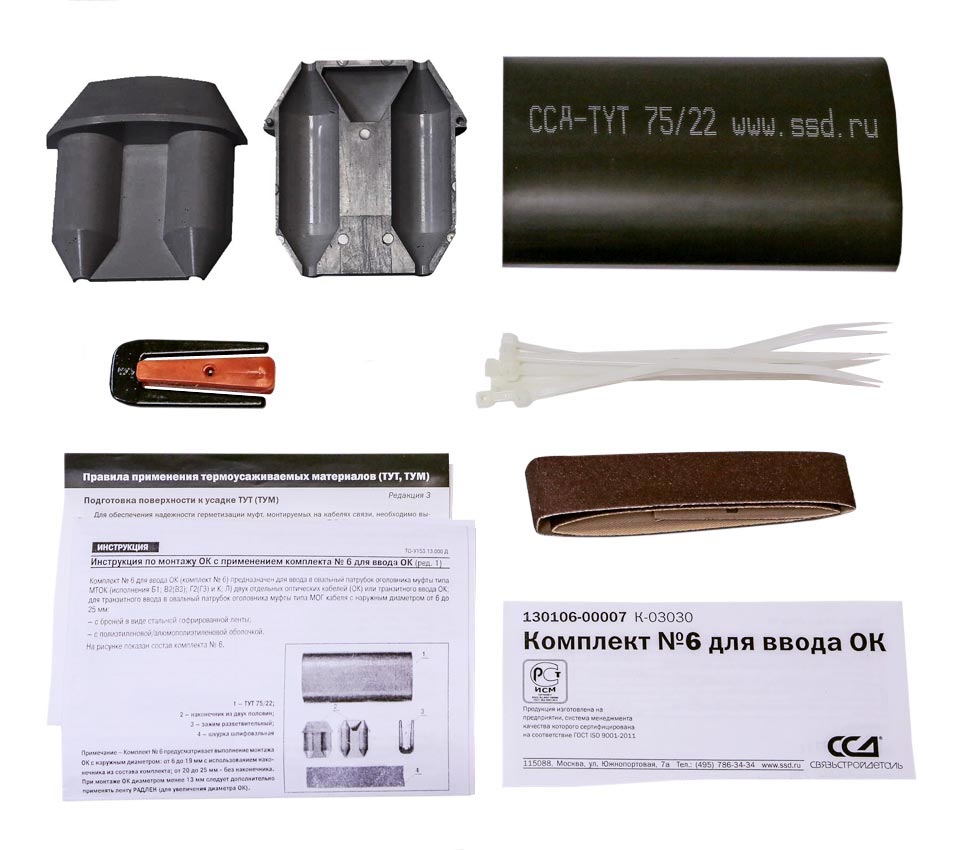 ССД-ТУТ 75/22 www.ssd.ru
Правила применения термоусаживаемых материалов (ТУТ, ТУМ)
Редакция 3
Подготовка поверхности к усадке ТУТ (ТУМ)
Для обеспечения надежности герметизации муфт, монтируемых на кабелях связи, необходимо вы-
ИНСТРУКЦИЯ
Инструкция по монтажу ОК с применением комплекта № 6 для ввода ОК (ред. 1)
Комплект № 6 для ввода ОК (комплект № 6) предназначен для ввода в овальный патрубок оголовника муфты типа
МТОК (исполнения Б1; В2(В3); Г2(Г3) и К; Л) двух отдельных оптических кабелей (ОК) или транзитного ввода ОК;
для транзитного ввода в овальный патрубок оголовника муфты типа МОГ кабеля с наружным диаметром от 6 до
25 мм:
– с броней в виде стальной гофрированной ленты;
– с полиэтиленовой/алюмополиэтиленовой оболочкой.
На рисунке показан состав комплекта № 6.
1
2
3
4
1 – ТУТ 75/22;
2 – наконечник из двух половин;
3 – зажим разветвительный;
4 – шкурка шлифовальная
Примечание – Комплект № 6 предусматривает выполнение монтажа
ОК с наружным диаметром: от 6 до 19 мм с использованием нако-
нечника из состава комплекта; от 20 до 25 мм - без наконечника.
При монтаже ОК диаметром менее 13 мм следует дополнительно
применять ленту РАДЛЕН (для увеличения диаметра ОК).
130106-00007 К-03030
Комплект №6 для ввода ОК
РСТ
ИСМ
Продукция изготовлена на
предприятии, система менеджмента
качества которого сертифицирована
на соответствие ГОСТ ISO 9001-2011
ССД
СВЯЗЬСТРОЙДЕТАЛЬ
115088, Москва, ул. Южнопортовая, 7а Тел.: (495) 786-34-34 www.ssd.ru